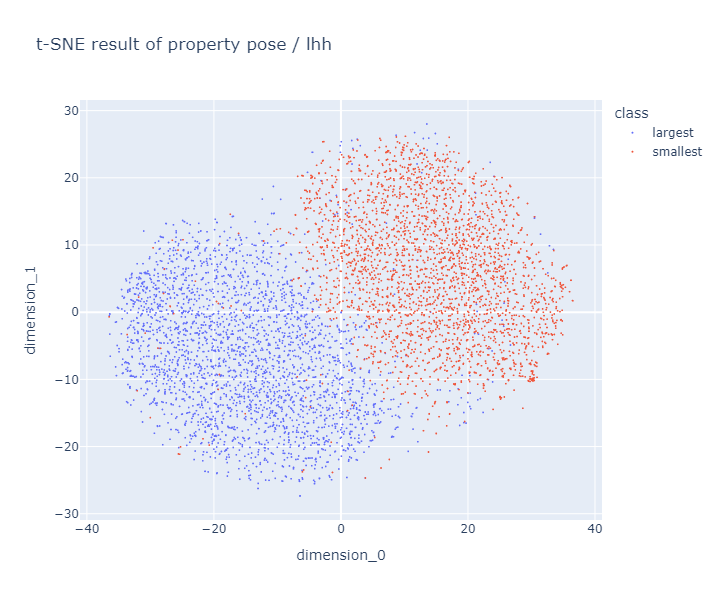 t-SNE result of property pose / lhh
class
largest
smallest
30
20
10
0
−10
−20
−30
−40
−20
0
20
40
dimension_1
dimension_0